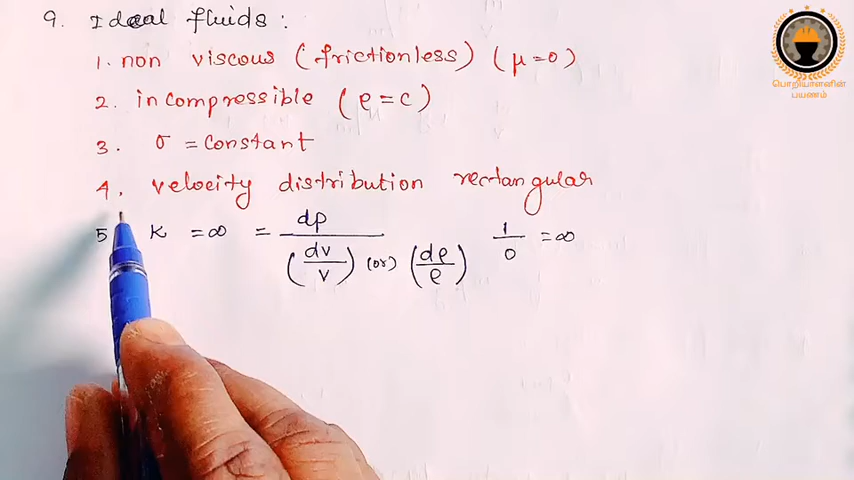 9. Ideal fluids :
1. non viscous (frictionless) (μ=0)
2. incompressible (ρ=c)
3. σ = constant
4. velocity distribution rectangular
5 K =∞ = dp / (dv/v) (or) (dρ/ρ) 1/0 =∞
பொறியாளனின்
பயணம்